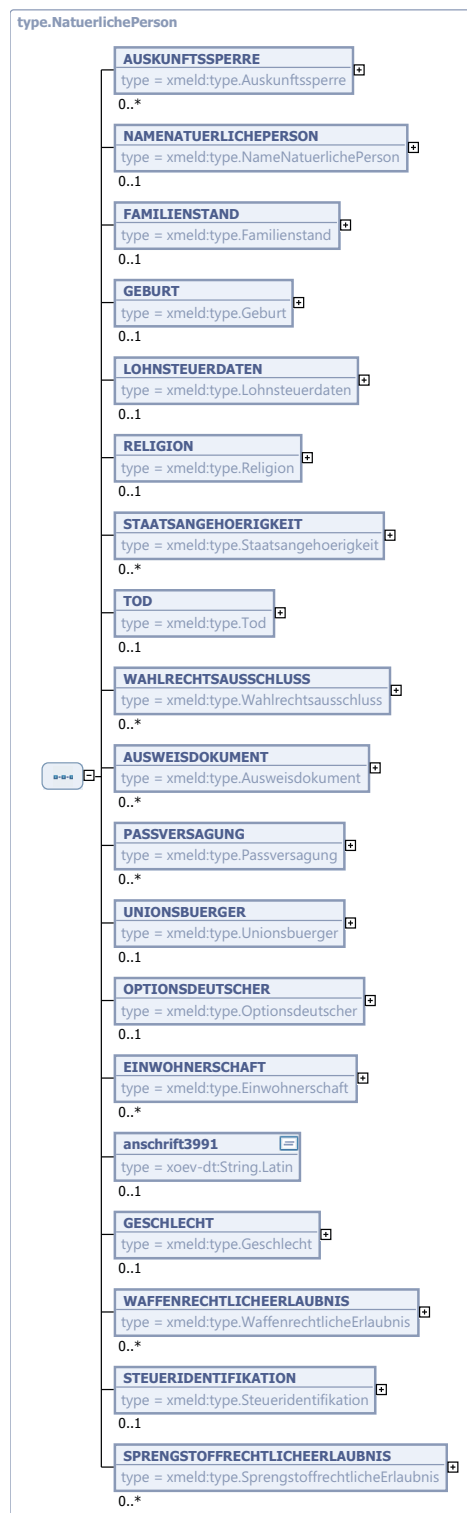 type.NatuerlichePerson
AUSKUNFTSSPERRE
type = xmeld:type.Auskunftssperre
0..*
NAMENATUERLICHEPERSON
type = xmeld:type.NameNatuerlichePerson
0..1
FAMILIENSTAND
type = xmeld:type.Familienstand
0..1
GEBURT
type = xmeld:type.Geburt
0..1
LOHNSTEUERDATEN
type = xmeld:type.Lohnsteuerdaten
0..1
RELIGION
type = xmeld:type.Religion
0..1
STAATSANGEHOERIGKEIT
type = xmeld:type.Staatsangehoerigkeit
0..*
TOD
type = xmeld:type.Tod
0..1
WAHLRECHTSAUSSCHLUSS
type = xmeld:type.Wahlrechtsausschluss
0..*
AUSWEISDOKUMENT
type = xmeld:type.Ausweisdokument
0..*
PASSVERSAGUNG
type = xmeld:type.Passversagung
0..*
UNIONSBUERGER
type = xmeld:type.Unionsbuerger
0..1
OPTIONSDEUTSCHER
type = xmeld:type.Optionsdeutscher
0..1
EINWOHNERSCHAFT
type = xmeld:type.Einwohnerschaft
0..*
anschrift3991
type = xoev-dt:String.Latin
0..1
GESCHLECHT
type = xmeld:type.Geschlecht
0..1
WAFFENRECHTLICHEERLAUBNIS
type = xmeld:type.WaffenrechtlicheErlaubnis
0..*
STEUERIDENTIFIKATION
type = xmeld:type.Steueridentifikation
0..1
SPRENGSTOFFRECHTLICHEERLAUBNIS
type = xmeld:type.SprengstoffrechtlicheErlaubnis
0..*